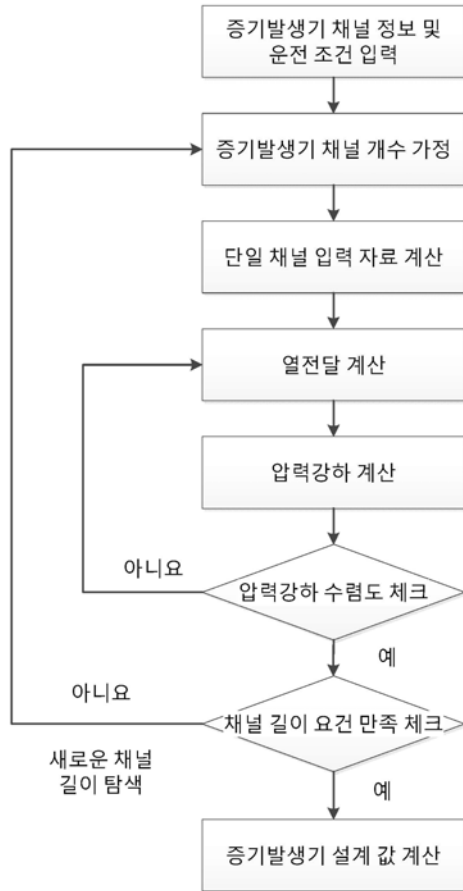 증기발생기 채널 정보 및
운전 조건 입력
증기발생기 채널 개수 가정
단일 채널 입력 자료 계산
열전달 계산
압력강하 계산
아니요
압력강하 수렴도 체크
예
아니요
채널 길이 요건 만족 체크
새로운 채널
길이 탐색
예
증기발생기 설계 값 계산